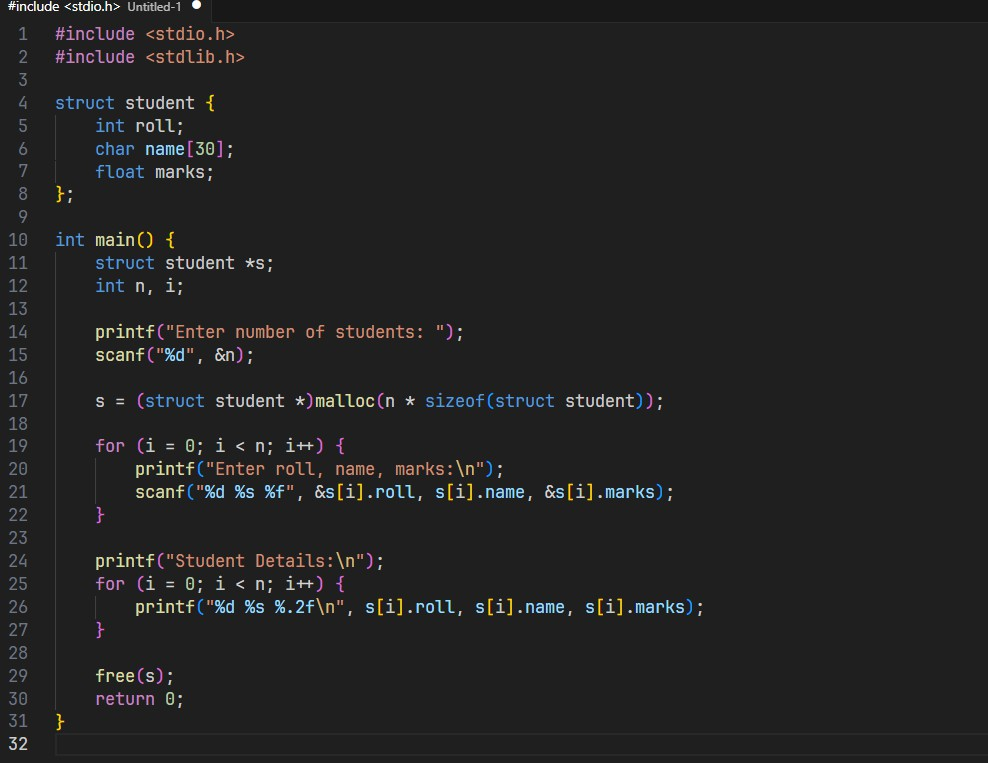 #include <stdio.h> Untitled-1 ●
1 #include <stdio.h>
2 #include <stdlib.h>
3
4 struct student {
5     int roll;
6     char name[30];
7     float marks;
8 };
9
10 int main() {
11     struct student *s;
12     int n, i;
13
14     printf("Enter number of students: ");
15     scanf("%d", &n);
16
17     s = (struct student *)malloc(n * sizeof(struct student));
18
19     for (i = 0; i < n; i++) {
20         printf("Enter roll, name, marks:\n");
21         scanf("%d %s %f", &s[i].roll, s[i].name, &s[i].marks);
22     }
23
24     printf("Student Details:\n");
25     for (i = 0; i < n; i++) {
26         printf("%d %s %.2f\n", s[i].roll, s[i].name, s[i].marks);
27     }
28
29     free(s);
30     return 0;
31 }
32